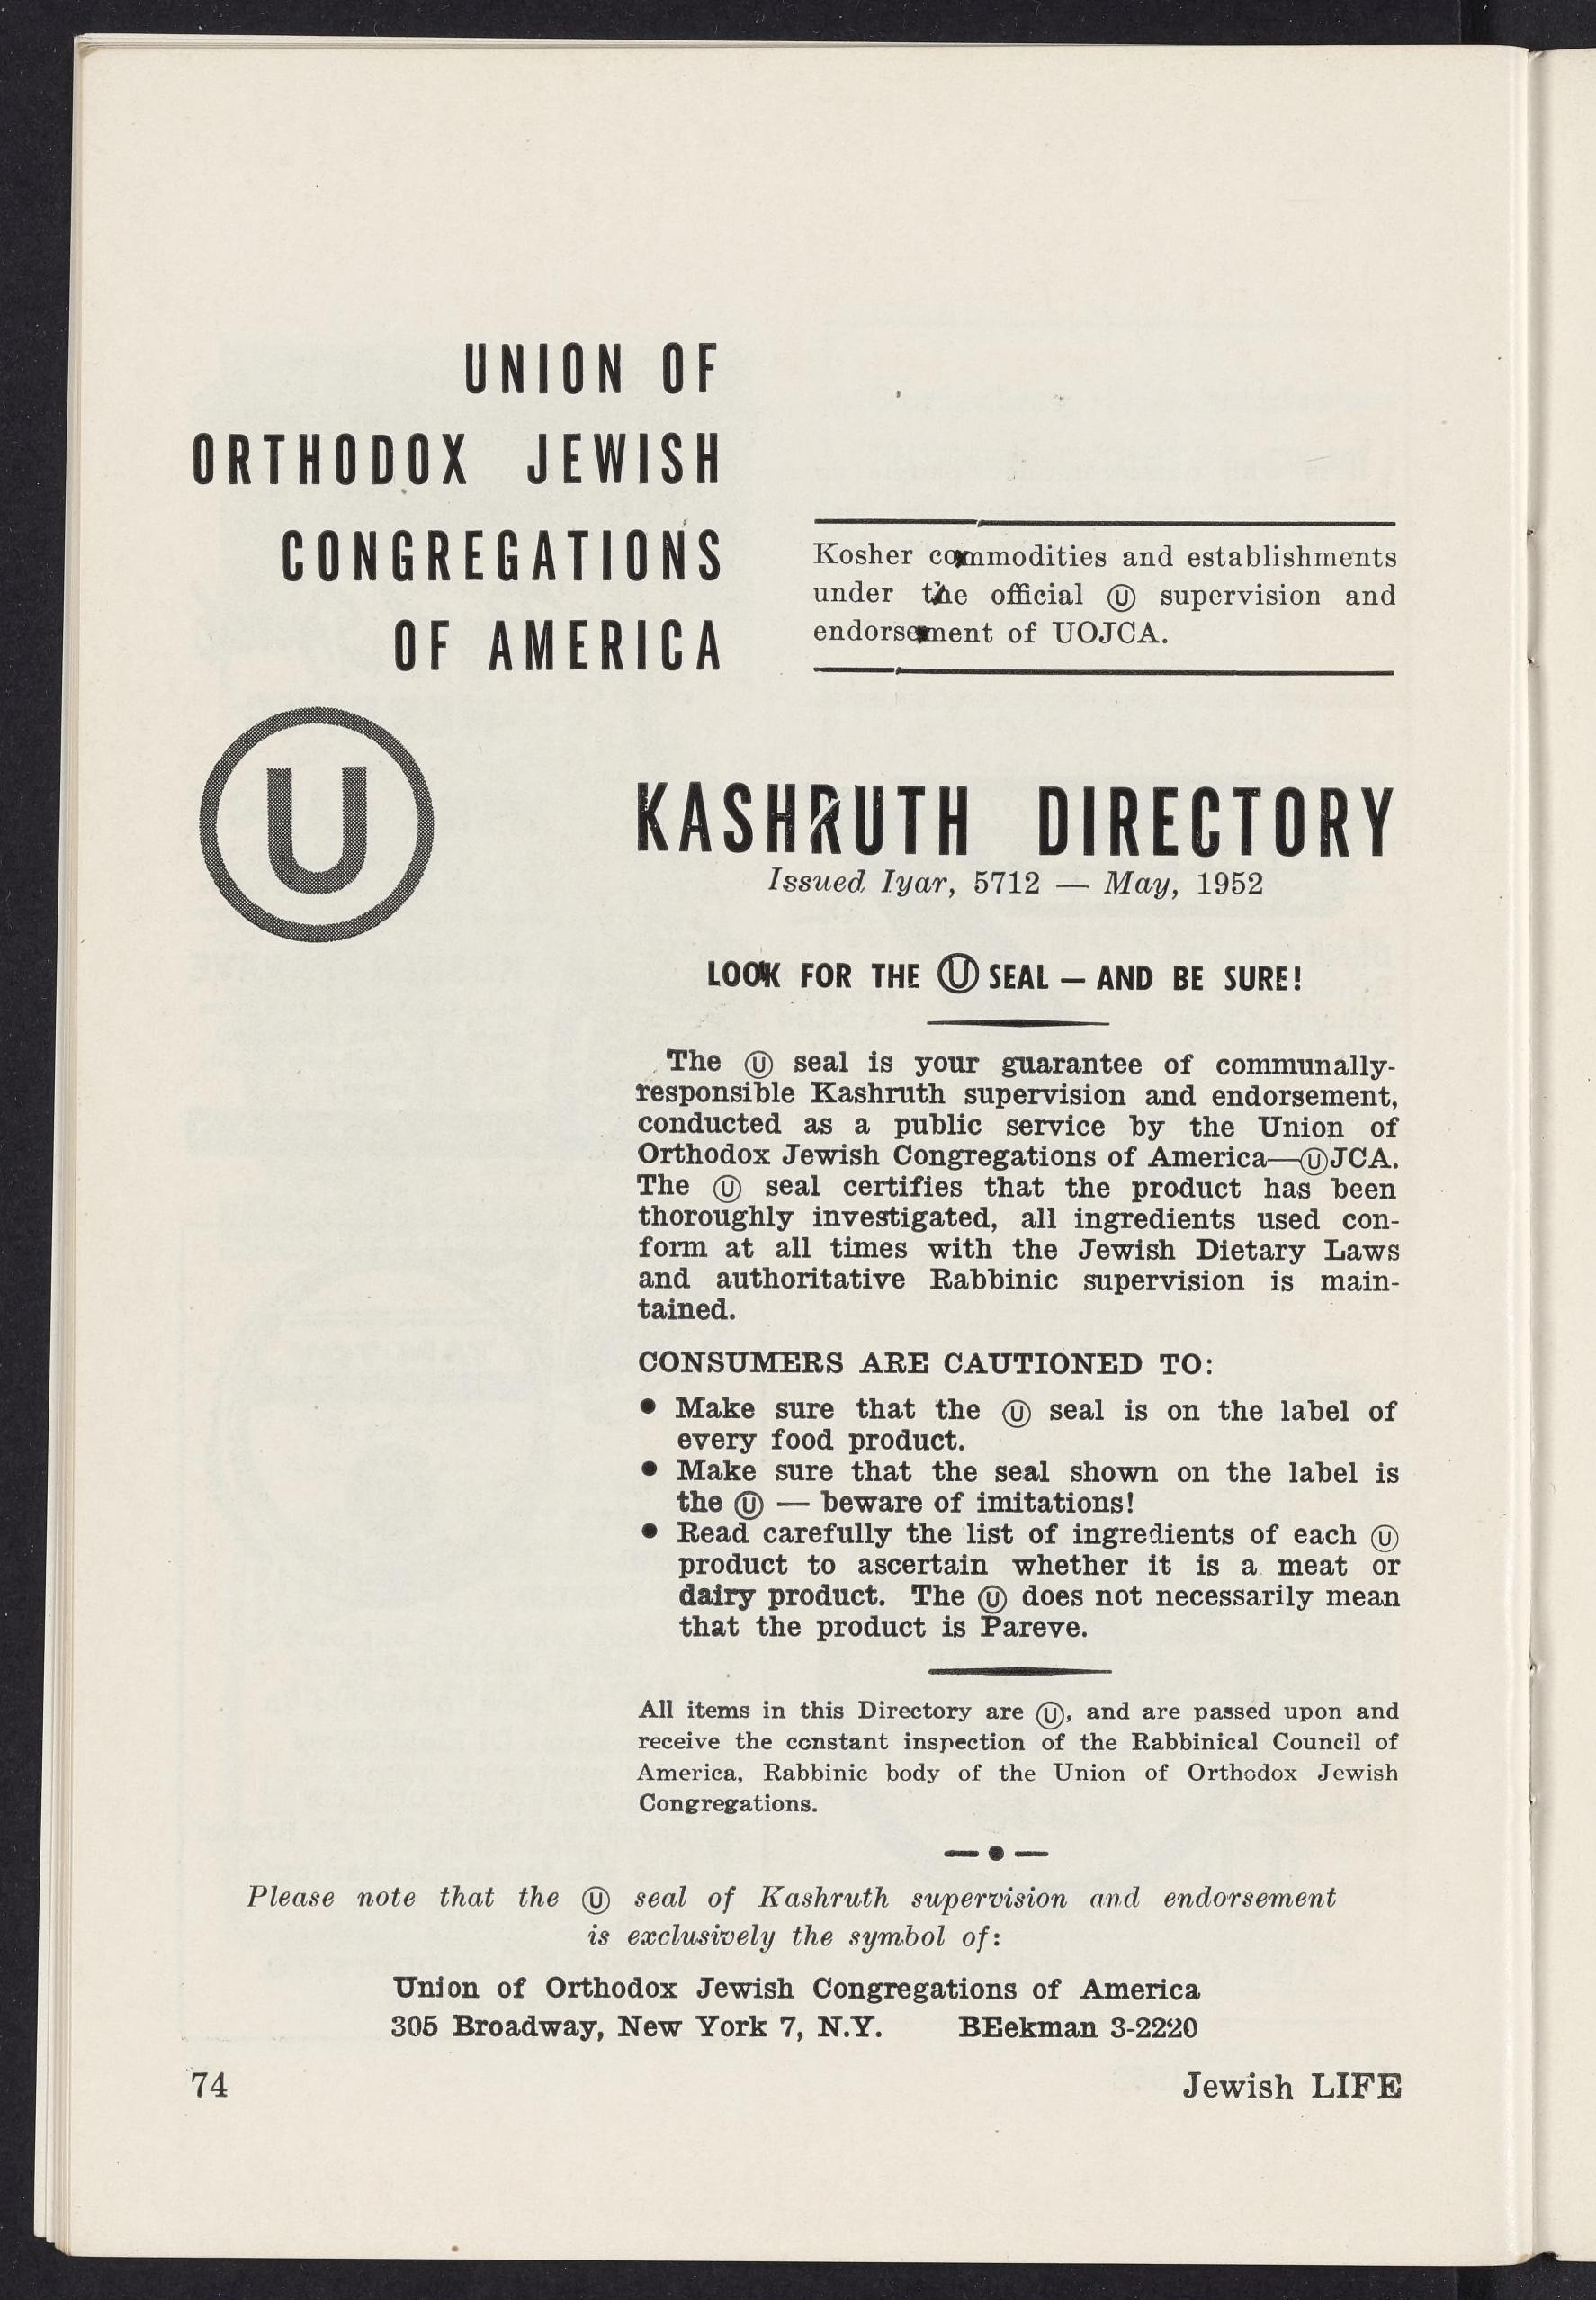 UNION OF
ORTHODOX JEWISH
CONGREGATIONS
OF AMERICA
Kosher commodities and establishments
under the official Ⓤ supervision and
endorsement of UOJCA.
U
KASHRUTH DIRECTORY
Issued Iyar, 5712 — May, 1952
LOOK FOR THE Ⓤ SEAL — AND BE SURE!
The Ⓤ seal is your guarantee of communally-
responsible Kashruth supervision and endorsement,
conducted as a public service by the Union of
Orthodox Jewish Congregations of America—ⓊJCA.
The Ⓤ seal certifies that the product has been
thoroughly investigated, all ingredients used con-
form at all times with the Jewish Dietary Laws
and authoritative Rabbinic supervision is main-
tained.
CONSUMERS ARE CAUTIONED TO:
● Make sure that the Ⓤ seal is on the label of
every food product.
● Make sure that the seal shown on the label is
the Ⓤ — beware of imitations!
● Read carefully the list of ingredients of each Ⓤ
product to ascertain whether it is a meat or
dairy product. The Ⓤ does not necessarily mean
that the product is Pareve.
All items in this Directory are Ⓤ, and are passed upon and
receive the constant inspection of the Rabbinical Council of
America, Rabbinic body of the Union of Orthodox Jewish
Congregations.
Please note that the Ⓤ seal of Kashruth supervision and endorsement
is exclusively the symbol of:
Union of Orthodox Jewish Congregations of America
305 Broadway, New York 7, N.Y. BEekman 3-2220
74 Jewish LIFE